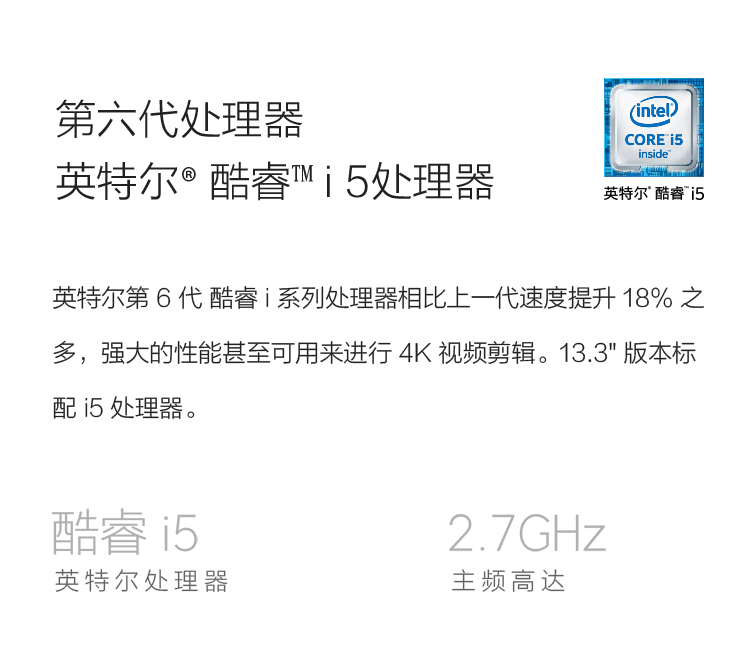 第六代处理器
英特尔® 酷睿™ i 5处理器
intel
CORE™ i5
inside™
英特尔® 酷睿™ i5
英特尔第 6 代 酷睿 i 系列处理器相比上一代速度提升 18% 之
多，强大的性能甚至可用来进行 4K 视频剪辑。13.3" 版本标
配 i5 处理器。
酷睿 i5
英特尔处理器
2.7GHz
主频高达